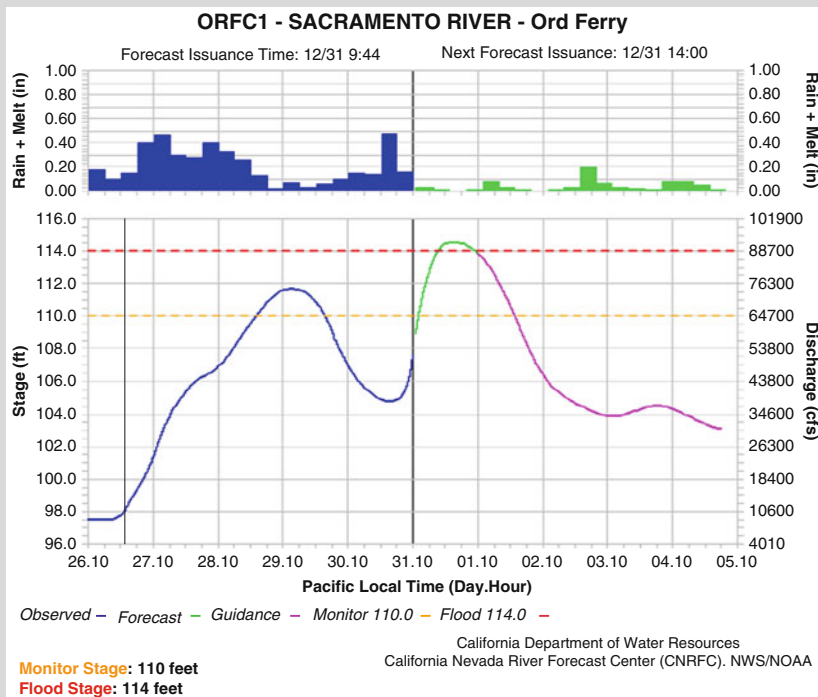 ORFC1 - SACRAMENTO RIVER - Ord Ferry
Forecast Issuance Time: 12/31 9:44
Next Forecast Issuance: 12/31 14:00
Rain + Melt (in)
1.00
0.80
0.60
0.40
0.20
0.00
1.00
0.80
0.60
0.40
0.20
0.00
Rain + Melt (in)
Stage (ft)
116.0
114.0
112.0
110.0
108.0
106.0
104.0
102.0
100.0
98.0
96.0
101900
88700
76300
64700
53800
43800
34600
26300
18400
10600
4010
Discharge (cfs)
26.10 27.10 28.10 29.10 30.10 31.10 01.10 02.10 03.10 04.10 05.10
Pacific Local Time (Day.Hour)
Observed Forecast Guidance Monitor 110.0 Flood 114.0
California Department of Water Resources
California Nevada River Forecast Center (CNRFC). NWS/NOAA
Monitor Stage: 110 feet
Flood Stage: 114 feet